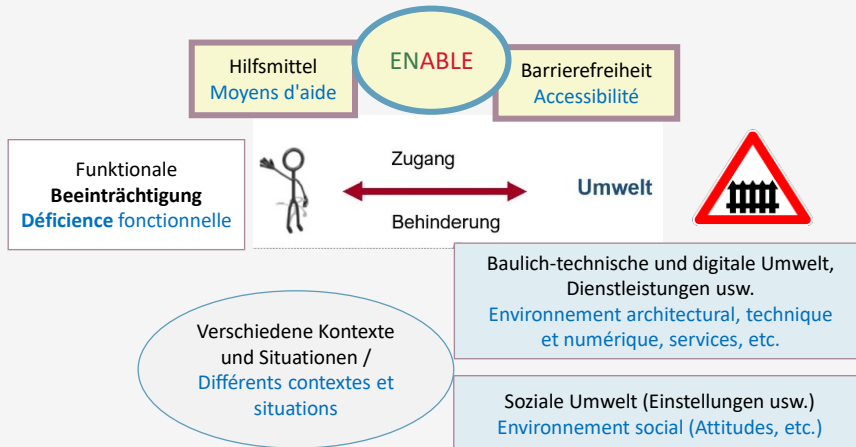 ENABLE
Hilfsmittel
Moyens d'aide
Barrierefreiheit
Accessibilité
Funktionale
Beeinträchtigung
Déficience fonctionnelle
Zugang
Umwelt
Behinderung
Baulich-technische und digitale Umwelt,
Dienstleistungen usw.
Environnement architectural, technique
et numérique, services, etc.
Verschiedene Kontexte
und Situationen /
Différents contextes et
situations
Soziale Umwelt (Einstellungen usw.)
Environnement social (Attitudes, etc.)